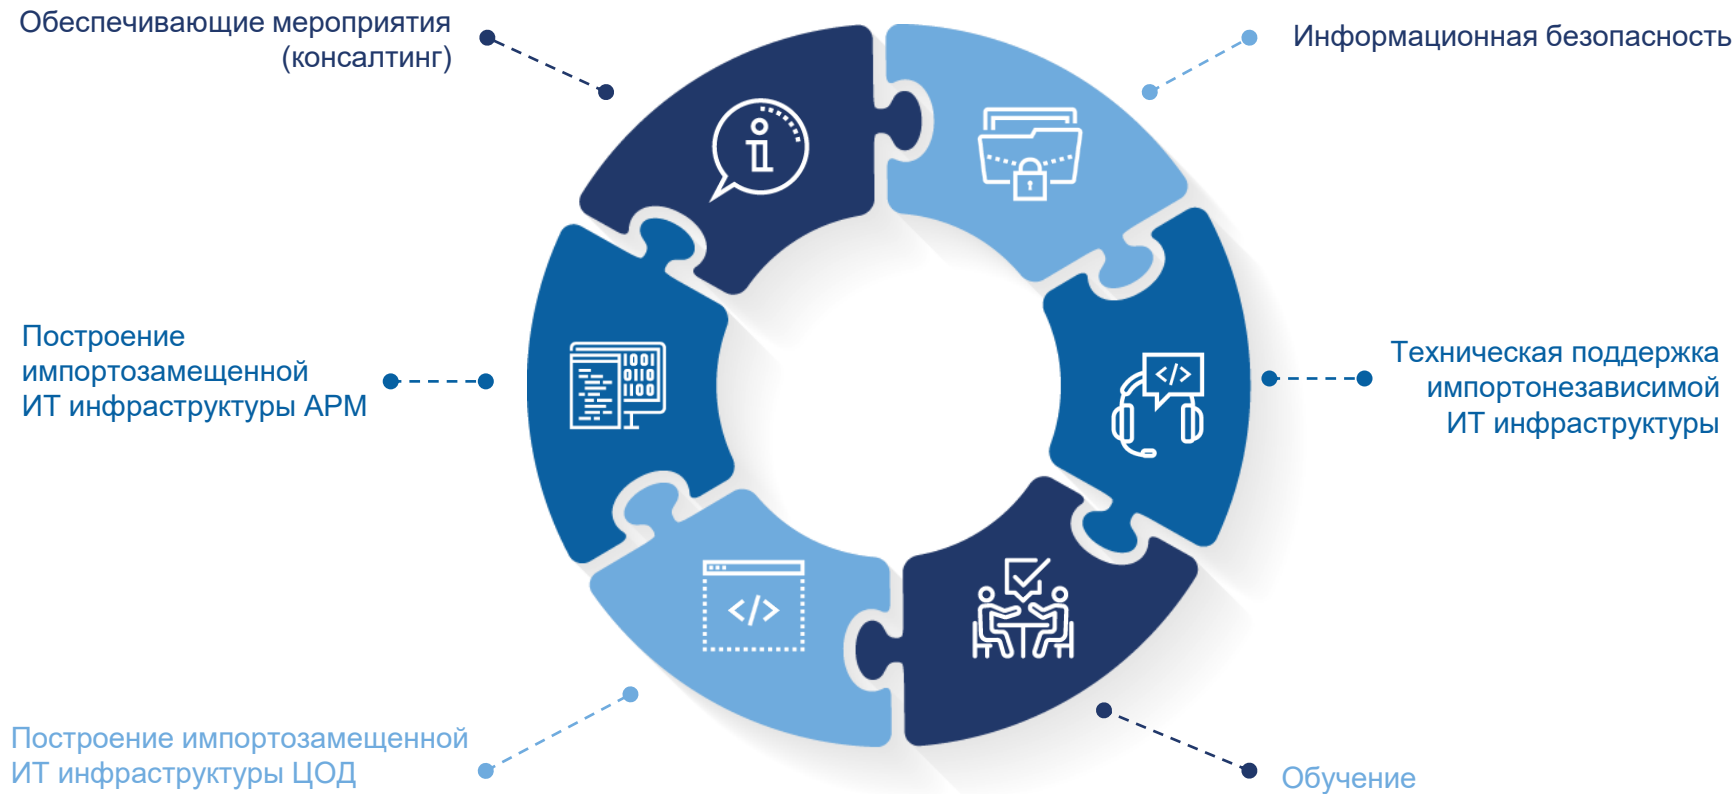 Обеспечивающие мероприятия
(консалтинг)
Информационная безопасность
Построение
импортозамещенной
ИТ инфраструктуры АРМ
Техническая поддержка
импортонезависимой
ИТ инфраструктуры
Построение импортозамещенной
ИТ инфраструктуры ЦОД
Обучение